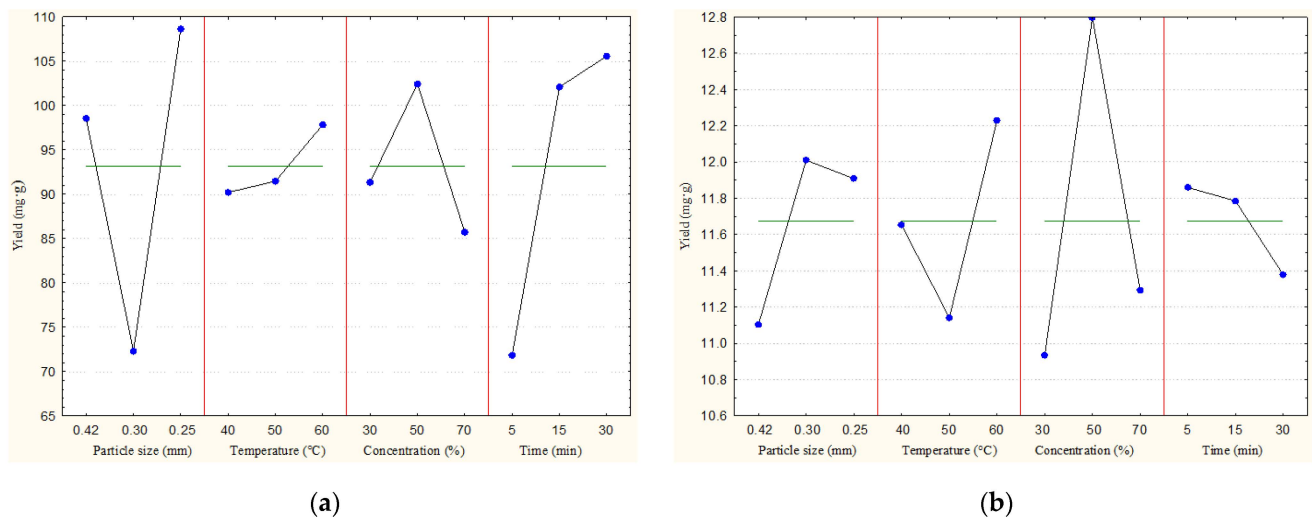 110
105
100
95
90
85
80
75
70
65
Yield (mg·g)
0.42 0.30 0.25 40 50 60 30 50 70 5 15 30
Particle size (mm) Temperature (°C) Concentration (%) Time (min)
(a)
12.8
12.6
12.4
12.2
12.0
11.8
11.6
11.4
11.2
11.0
10.8
10.6
Yield (mg·g)
0.42 0.30 0.25 40 50 60 30 50 70 5 15 30
Particle size (mm) Temperature (°C) Concentration (%) Time (min)
(b)